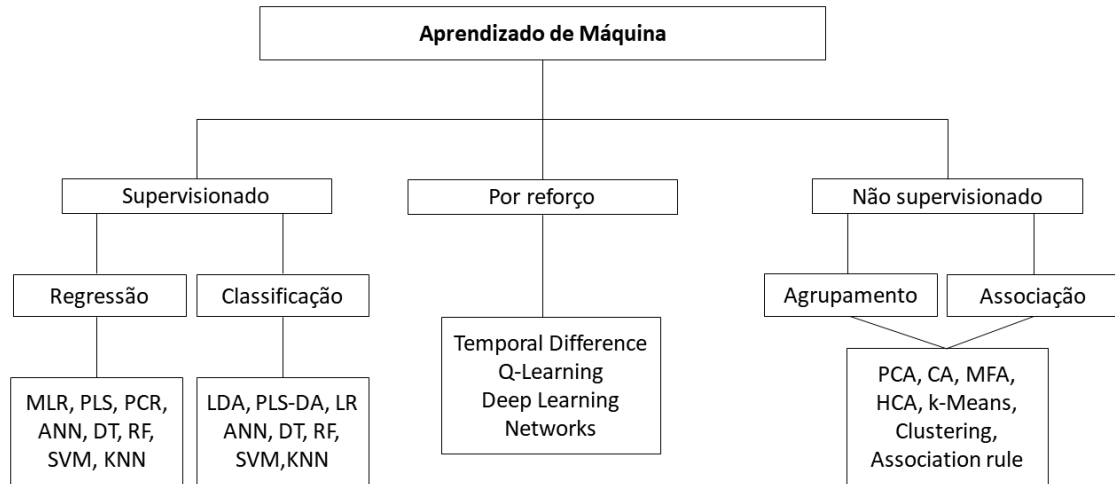 Aprendizado de Máquina
Supervisionado
Por reforço
Não supervisionado
Regressão
Classificação
Agrupamento
Associação
MLR, PLS, PCR,
ANN, DT, RF,
SVM, KNN
LDA, PLS-DA, LR
ANN, DT, RF,
SVM,KNN
Temporal Difference
Q-Learning
Deep Learning
Networks
PCA, CA, MFA,
HCA, k-Means,
Clustering,
Association rule